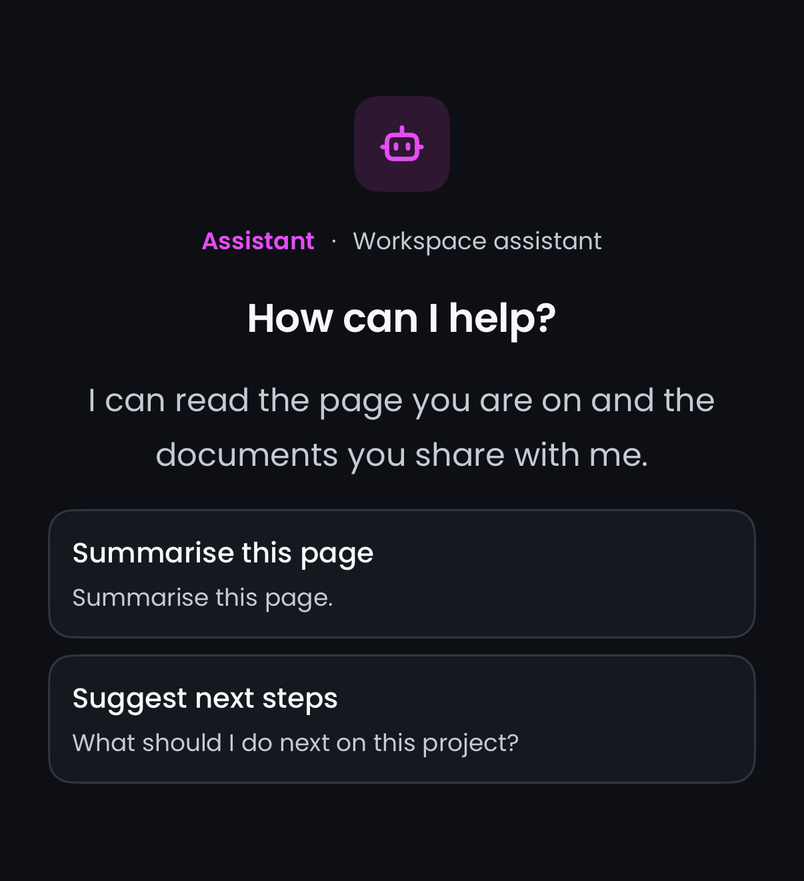 Assistant · Workspace assistant
How can I help?
I can read the page you are on and the
documents you share with me.
Summarise this page
Summarise this page.
Suggest next steps
What should I do next on this project?